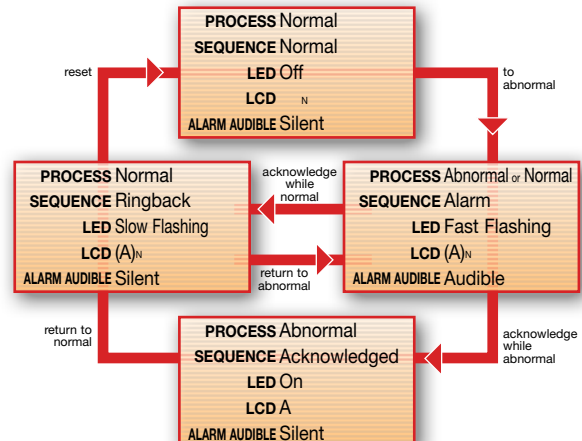 PROCESS Normal
SEQUENCE Normal
LED Off
LCD N
ALARM AUDIBLE Silent
reset
to
abnormal
PROCESS Normal
SEQUENCE Ringback
LED Slow Flashing
LCD (A)N
ALARM AUDIBLE Silent
acknowledge
while
normal
return to
abnormal
PROCESS Abnormal or Normal
SEQUENCE Alarm
LED Fast Flashing
LCD (A)N
ALARM AUDIBLE Audible
return to
normal
PROCESS Abnormal
SEQUENCE Acknowledged
LED On
LCD A
ALARM AUDIBLE Silent
acknowledge
while
abnormal